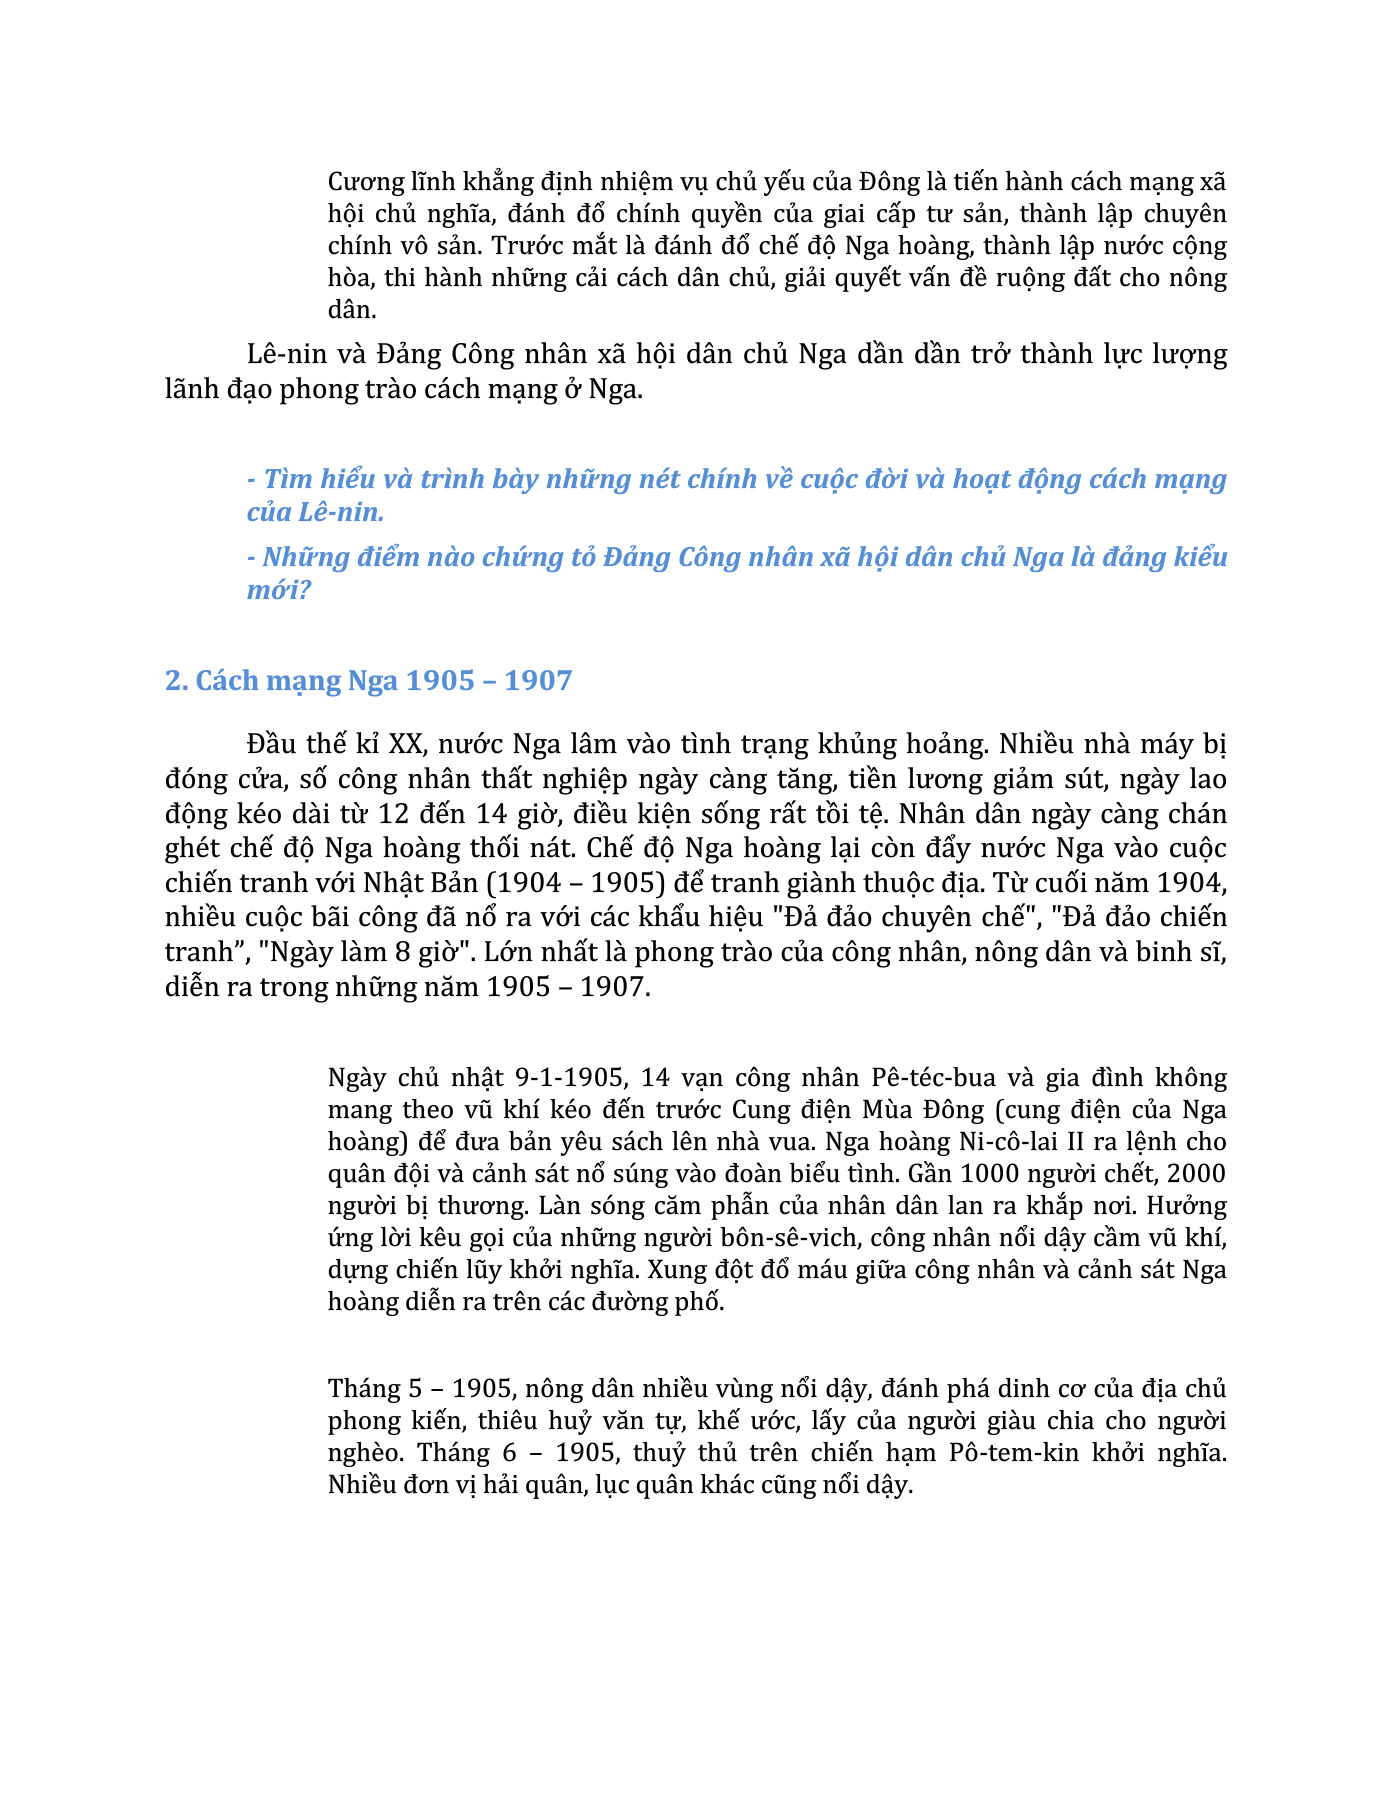 Cương lĩnh khẳng định nhiệm vụ chủ yếu của Đông là tiến hành cách mạng xã
hội chủ nghĩa, đánh đổ chính quyền của giai cấp tư sản, thành lập chuyên
chính vô sản. Trước mắt là đánh đổ chế độ Nga hoàng, thành lập nước cộng
hòa, thi hành những cải cách dân chủ, giải quyết vấn đề ruộng đất cho nông
dân.
Lê-nin và Đảng Công nhân xã hội dân chủ Nga dần dần trở thành lực lượng
lãnh đạo phong trào cách mạng ở Nga.
- Tìm hiểu và trình bày những nét chính về cuộc đời và hoạt động cách mạng
của Lê-nin.
- Những điểm nào chứng tỏ Đảng Công nhân xã hội dân chủ Nga là đảng kiểu
mới?
2. Cách mạng Nga 1905 – 1907
Đầu thế kỉ XX, nước Nga lâm vào tình trạng khủng hoảng. Nhiều nhà máy bị
đóng cửa, số công nhân thất nghiệp ngày càng tăng, tiền lương giảm sút, ngày lao
động kéo dài từ 12 đến 14 giờ, điều kiện sống rất tồi tệ. Nhân dân ngày càng chán
ghét chế độ Nga hoàng thối nát. Chế độ Nga hoàng lại còn đẩy nước Nga vào cuộc
chiến tranh với Nhật Bản (1904 – 1905) để tranh giành thuộc địa. Từ cuối năm 1904,
nhiều cuộc bãi công đã nổ ra với các khẩu hiệu "Đả đảo chuyên chế", "Đả đảo chiến
tranh”, "Ngày làm 8 giờ". Lớn nhất là phong trào của công nhân, nông dân và binh sĩ,
diễn ra trong những năm 1905 – 1907.
Ngày chủ nhật 9-1-1905, 14 vạn công nhân Pê-téc-bua và gia đình không
mang theo vũ khí kéo đến trước Cung điện Mùa Đông (cung điện của Nga
hoàng) để đưa bản yêu sách lên nhà vua. Nga hoàng Ni-cô-lai II ra lệnh cho
quân đội và cảnh sát nổ súng vào đoàn biểu tình. Gần 1000 người chết, 2000
người bị thương. Làn sóng căm phẫn của nhân dân lan ra khắp nơi. Hưởng
ứng lời kêu gọi của những người bôn-sê-vich, công nhân nổi dậy cầm vũ khí,
dựng chiến lũy khởi nghĩa. Xung đột đổ máu giữa công nhân và cảnh sát Nga
hoàng diễn ra trên các đường phố.
Tháng 5 – 1905, nông dân nhiều vùng nổi dậy, đánh phá dinh cơ của địa chủ
phong kiến, thiêu huỷ văn tự, khế ước, lấy của người giàu chia cho người
nghèo. Tháng 6 – 1905, thuỷ thủ trên chiến hạm Pô-tem-kin khởi nghĩa.
Nhiều đơn vị hải quân, lục quân khác cũng nổi dậy.